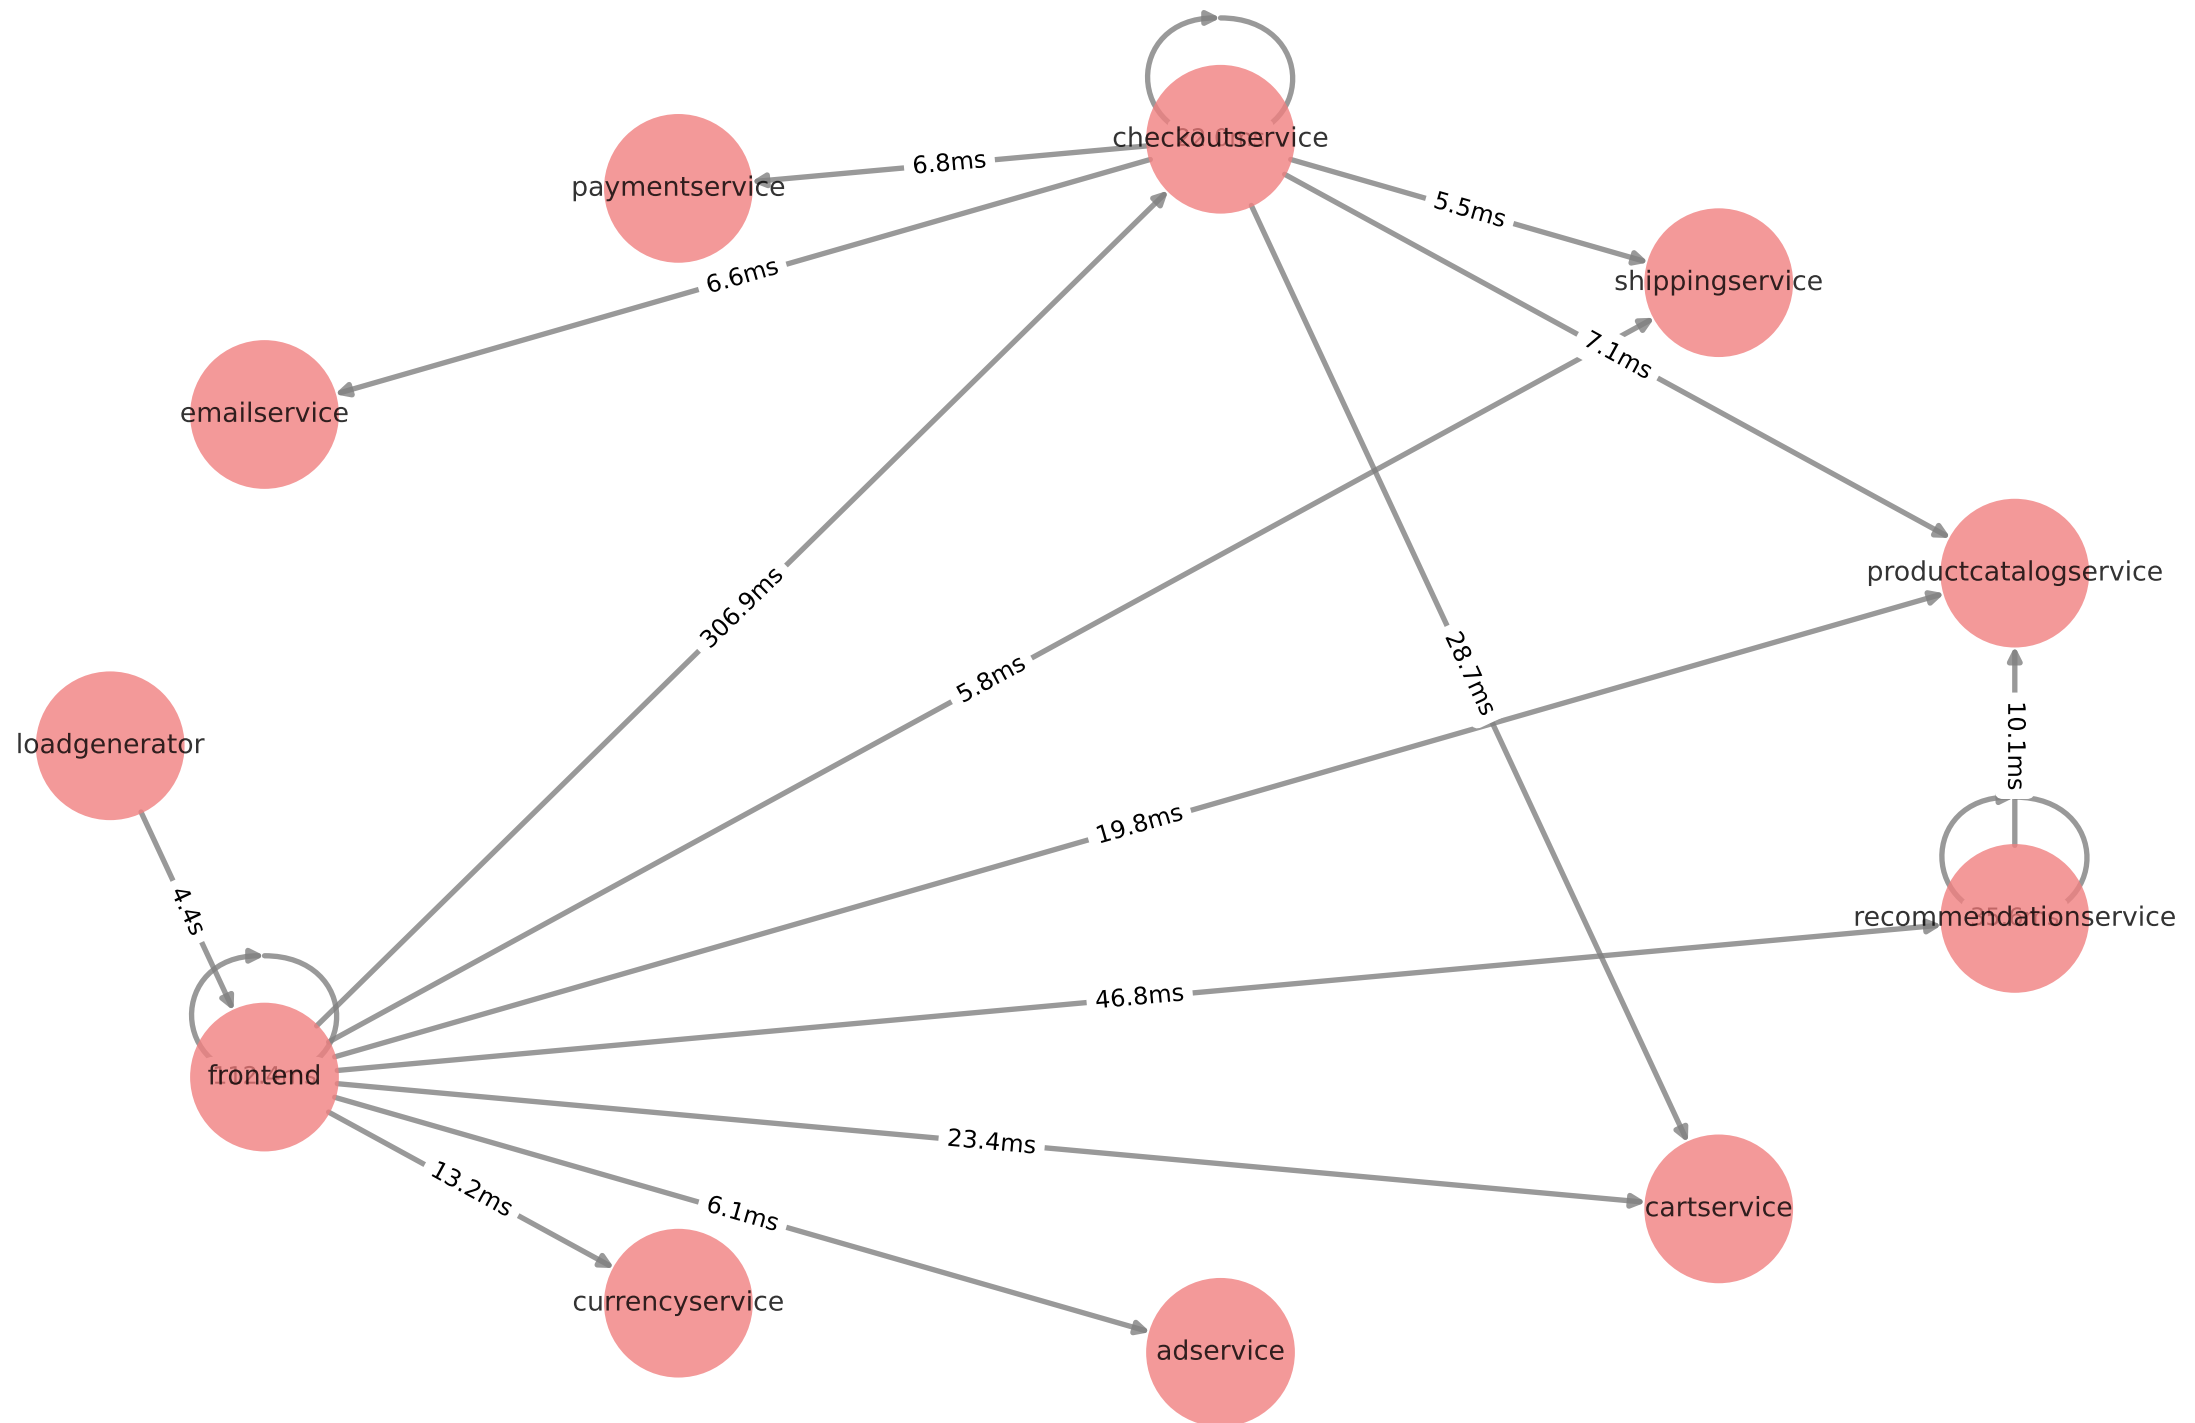 checkoutservice
6.8ms
paymentservice
5.5ms
6.6ms
shippingservice
7.1ms
emailservice
productcatalogservice
306.9ms
5.8ms
28.7ms
loadgenerator
10.1ms
19.8ms
4.4s
recommendationservice
46.8ms
frontend
23.4ms
13.2ms
6.1ms
cartservice
currencyservice
adservice